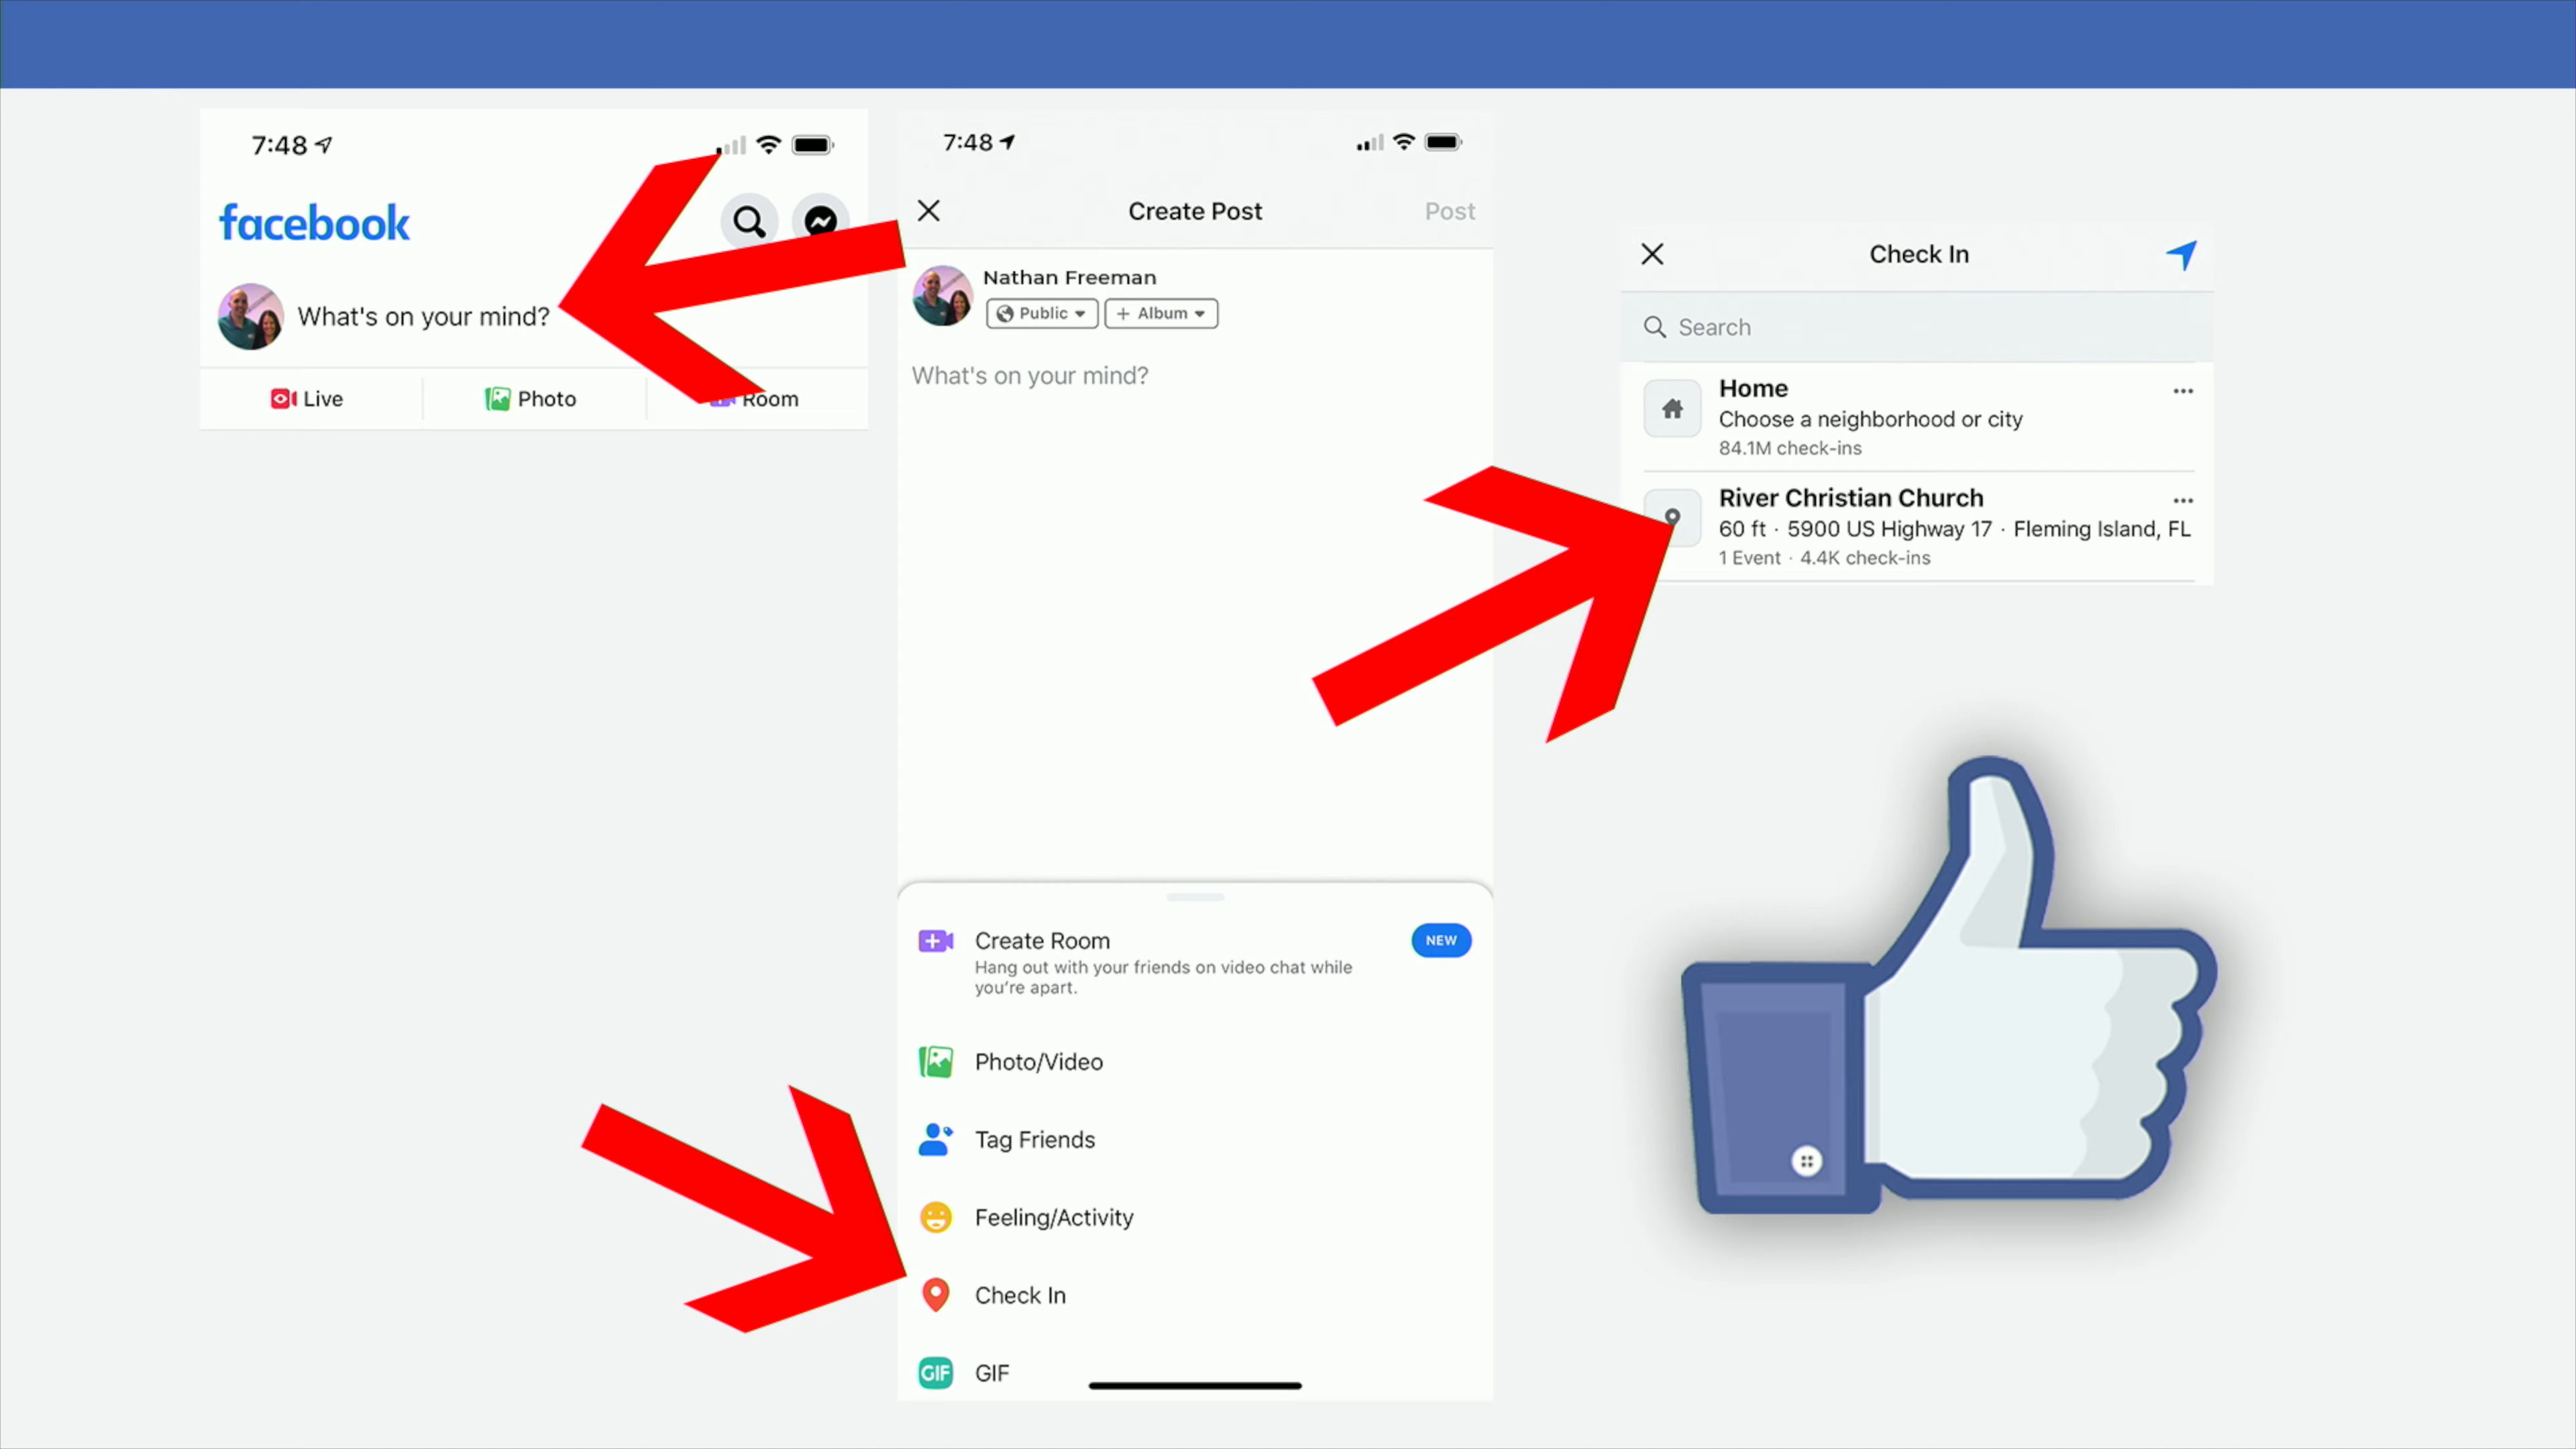 7:48
facebook
What's on your mind?
Live
Photo
Room
7:48
Create Post
Post
Nathan Freeman
Public
+ Album
What's on your mind?
Create Room
NEW
Hang out with your friends on video chat while
you're apart.
Photo/Video
Tag Friends
Feeling/Activity
Check In
GIF GIF
Check In
Search
Home
Choose a neighborhood or city
84.1M check-ins
River Christian Church
60 ft · 5900 US Highway 17 · Fleming Island, FL
1 Event · 4.4K check-ins